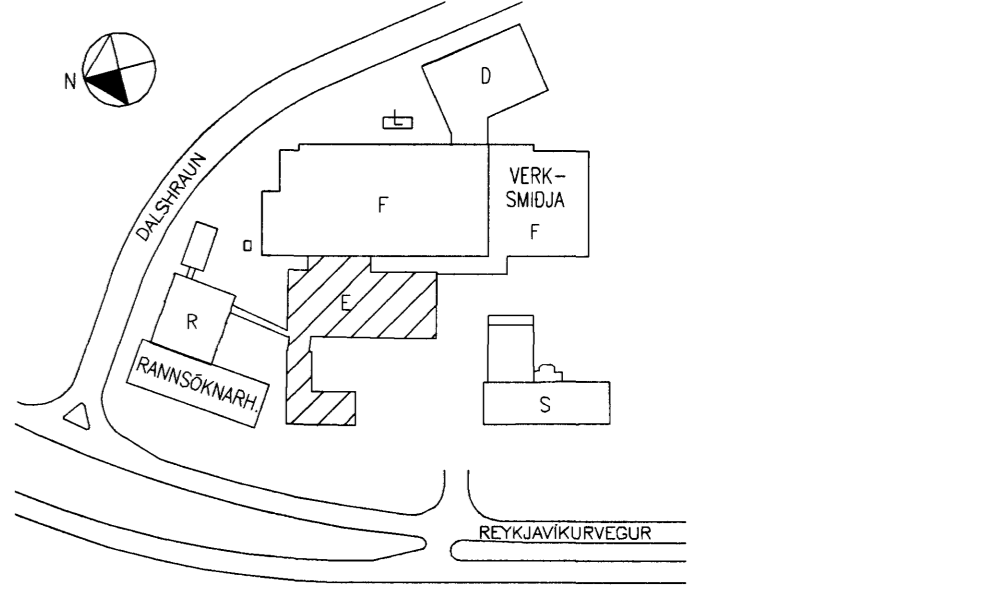 N
D
L
DALSHRAUN
F
VERK-
SMIÐJA
F
E
R
RANNSÓKNARH.
S
REYKJAVÍKURVEGUR